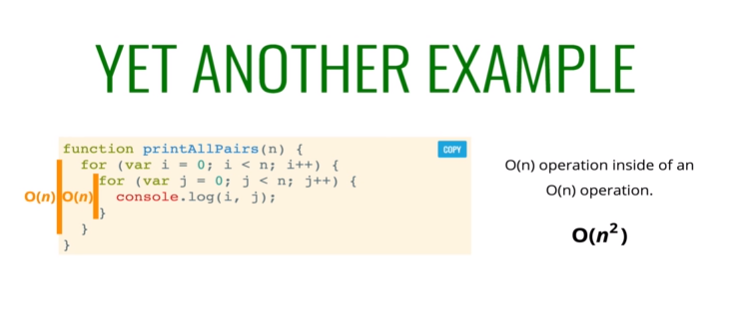 YET ANOTHER EXAMPLE
function printAllPairs(n) {
for (var i = 0; i < n; i++) {
for (var j = 0; j < n; j++) {
console.log(i, j);
}
}
}
COPY
O(n)
O(n)
O(n) operation inside of an
O(n) operation.
O(n²)